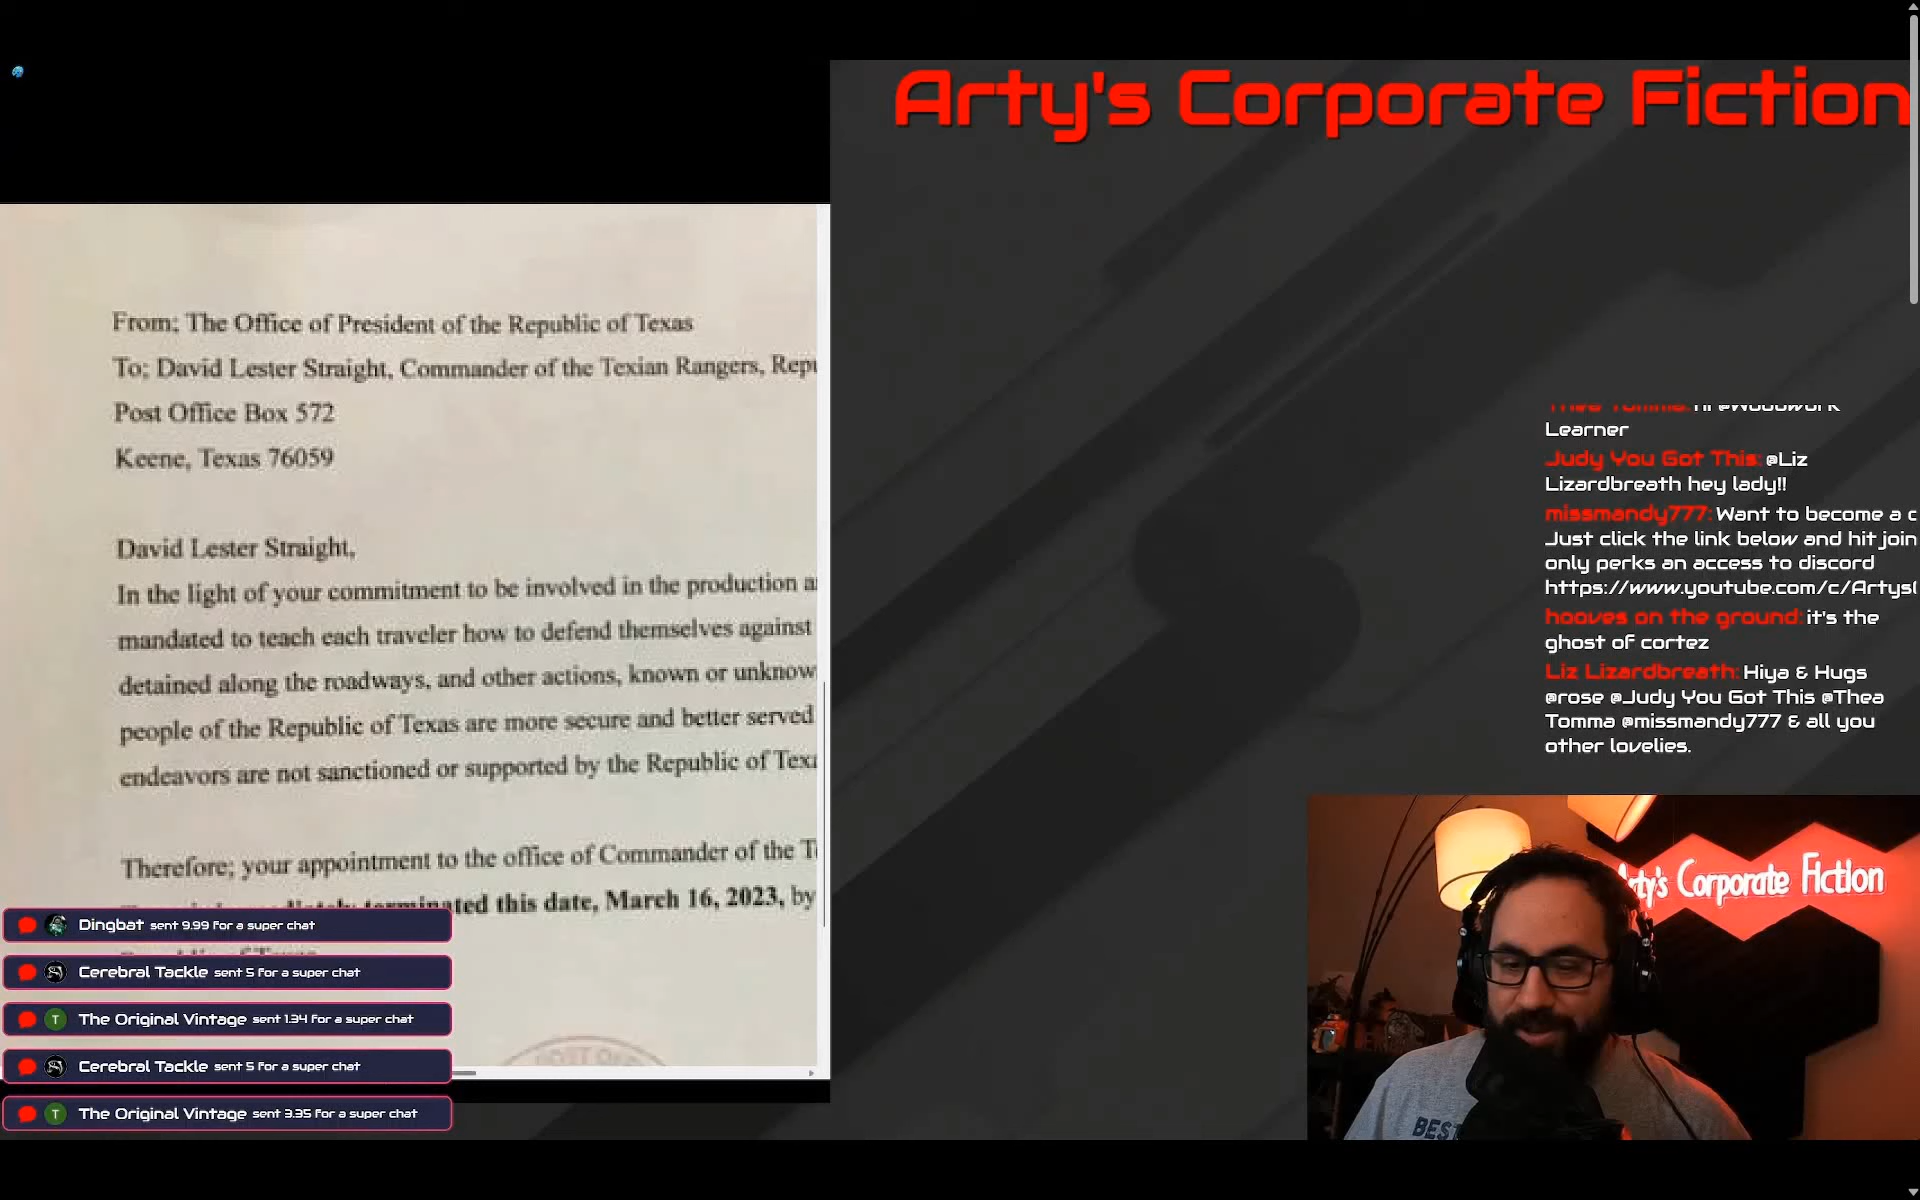 Arty's Corporate Fiction
From; The Office of President of the Republic of Texas
To; David Lester Straight, Commander of the Texian Rangers,
Post Office Box 572
Keene, Texas 76059
David Lester Straight,
In the light of your commitment to be involved in the production
mandated to teach each traveler how to defend themselves against
detained along the roadways, and other actions, known or
people of the Republic of Texas are more secure and better served
endeavors are not sanctioned or supported by the Republic of
Therefore; your appointment to the office of Commander of the
terminated this date, March 16, 2023, by
Dingbat sent 9.99 for a super chat
Cerebral Tackle sent 5 for a super chat
The Original Vintage sent 1.34 for a super chat
Cerebral Tackle sent 5 for a super chat
The Original Vintage sent 3.35 for a super chat
Learner
Judy You Got This: @Liz
Lizardbreath hey lady!!
missmandy777: Want to become a c
Just click the link below and hit join
only perks an access to discord
https://www.youtube.com/c/Artys
hooves on the ground: it's the
ghost of cortez
Liz Lizardbreath: Hiya & Hugs
@rose @Judy You Got This @Thea
Tomma @missmandy777 & all you
other lovelies.
Arty's Corporate Fiction
BEST